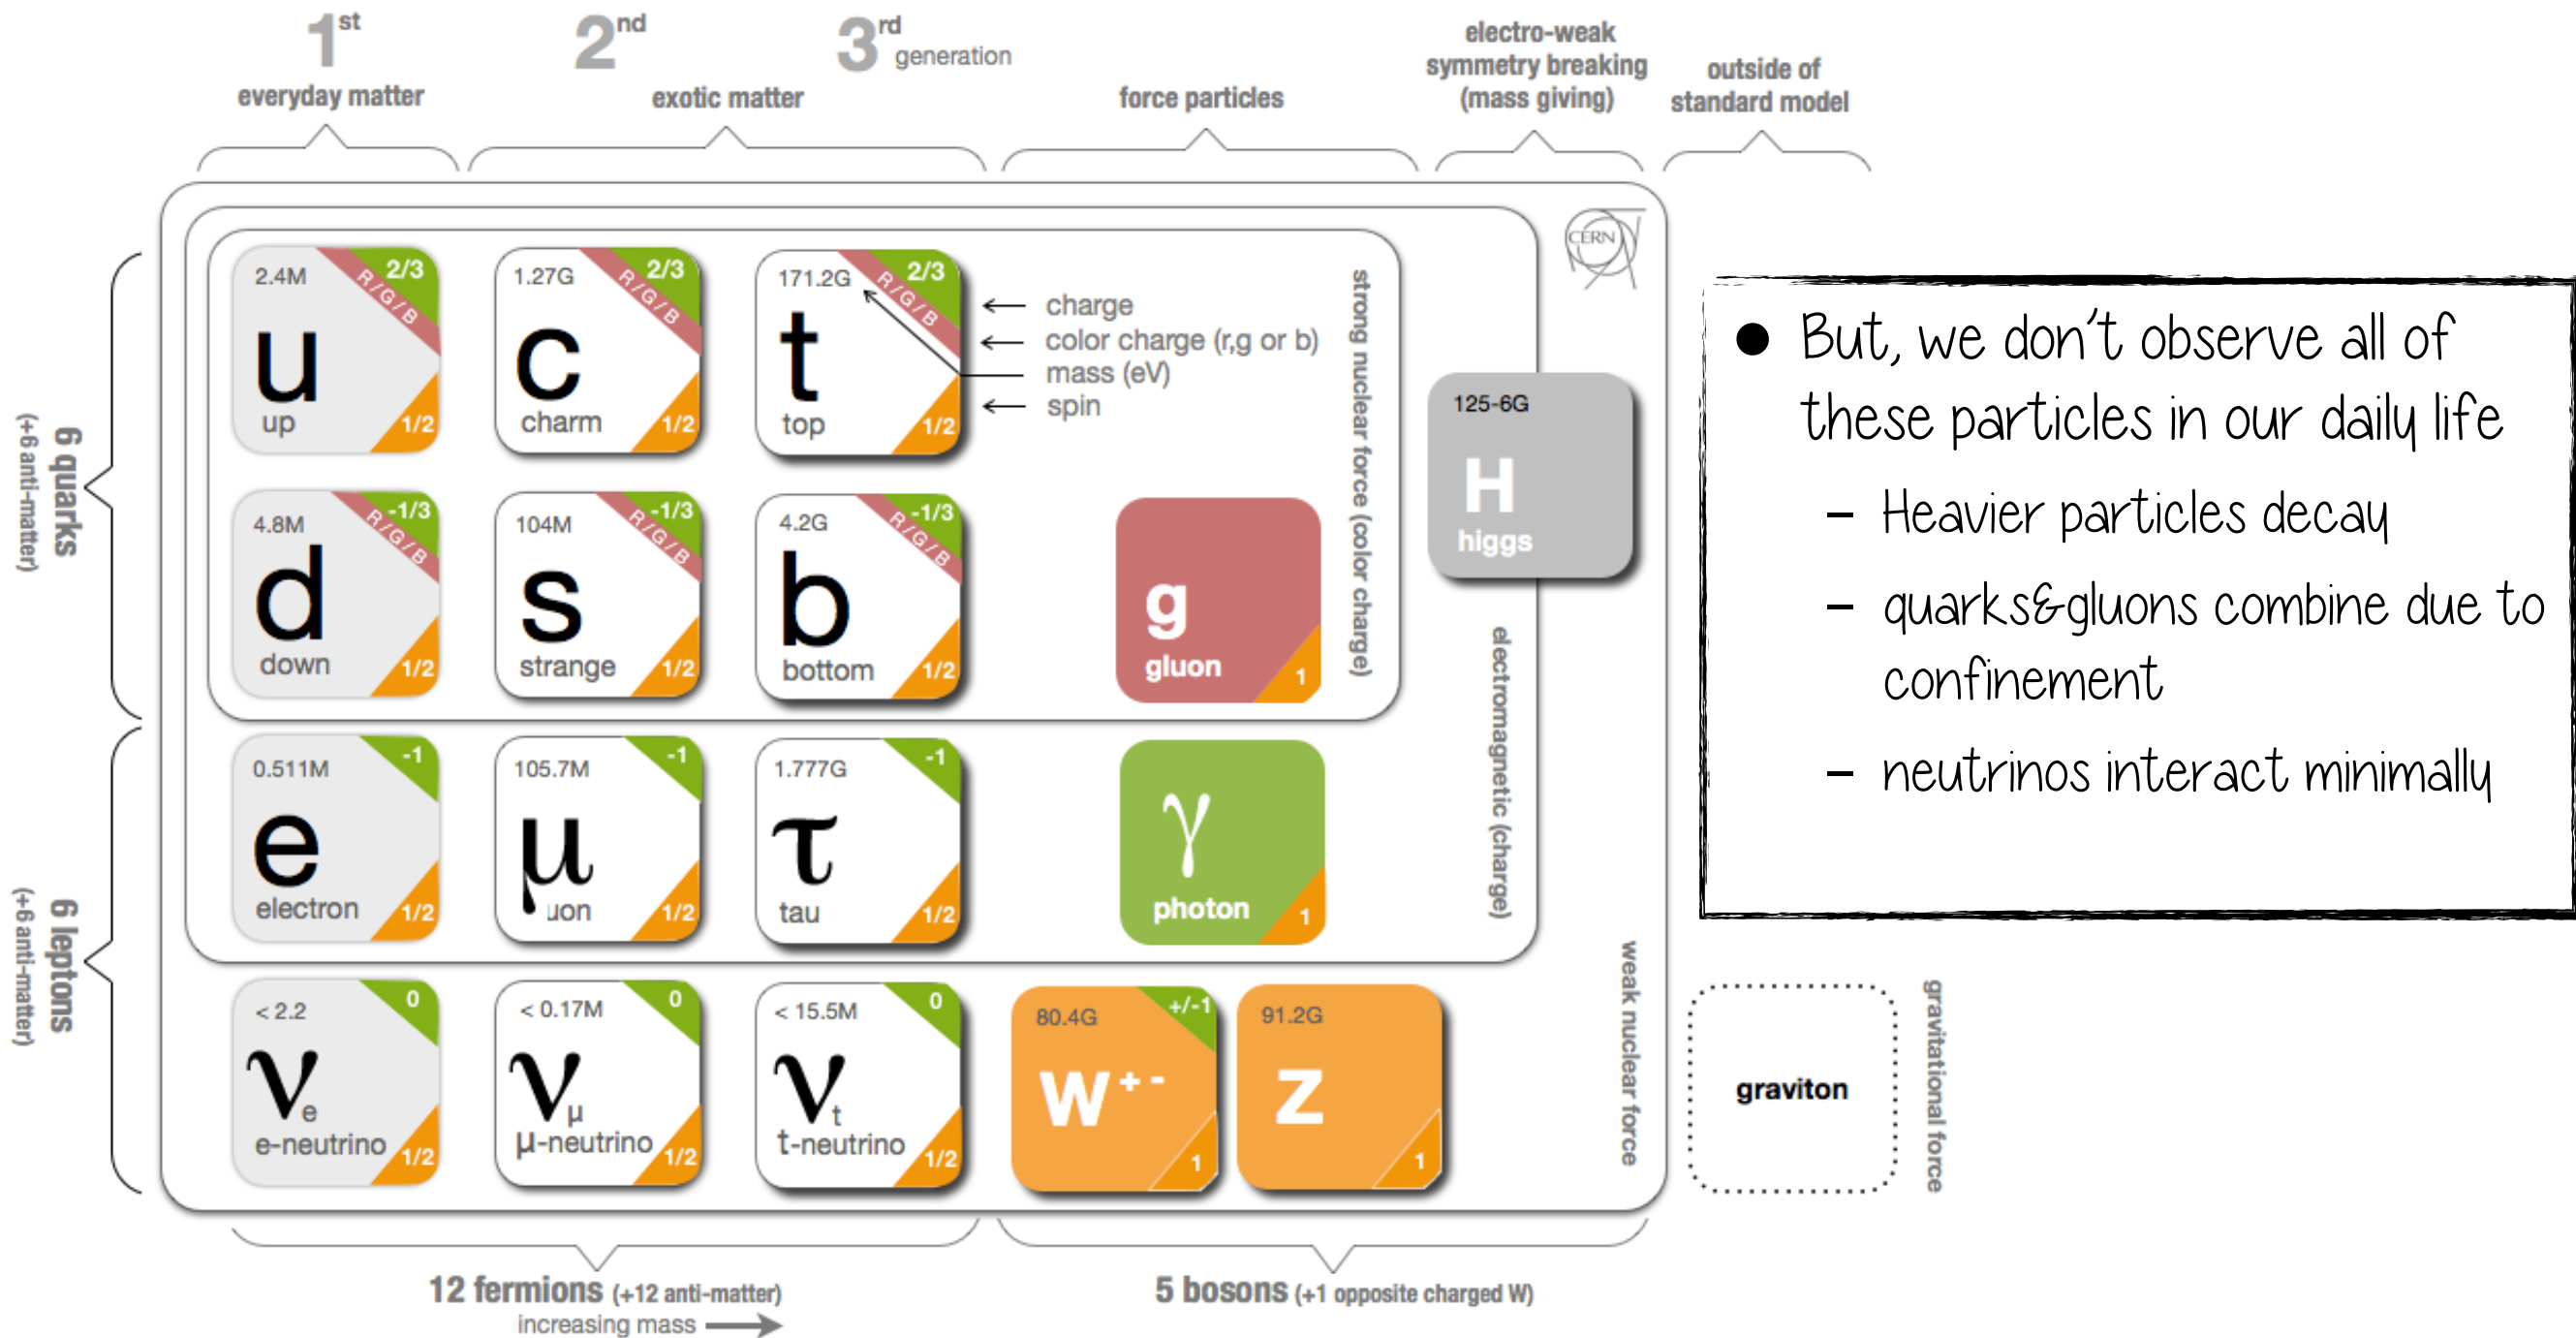 1st
2nd
3rd generation
everyday matter
exotic matter
force particles
electro-weak
symmetry breaking
(mass giving)
outside of
standard model
6 quarks
(+6 anti-matter)
2.4M
2/3
R/G/B
u
up
1/2
1.27G
2/3
R/G/B
c
charm
1/2
171.2G
2/3
R/G/B
t
top
1/2
charge
color charge (r,g or b)
mass (eV)
spin
4.8M
-1/3
R/G/B
d
down
1/2
104M
-1/3
R/G/B
s
strange
1/2
4.2G
-1/3
R/G/B
b
bottom
1/2
g
gluon
1
strong nuclear force (color charge)
CERN
125-6G
H
higgs
6 leptons
(+6 anti-matter)
0.511M
-1
e
electron
1/2
105.7M
-1
μ
uon
1/2
1.777G
-1
τ
tau
1/2
γ
photon
1
electromagnetic (charge)
< 2.2
0
νe
e-neutrino
1/2
< 0.17M
0
νμ
μ-neutrino
1/2
< 15.5M
0
νt
t-neutrino
1/2
80.4G
+/-1
W+-
1
91.2G
Z
1
weak nuclear force
graviton
gravitational force
12 fermions (+12 anti-matter)
increasing mass
5 bosons (+1 opposite charged W)
● But, we don't observe all of
these particles in our daily life
– Heavier particles decay
– quarks&gluons combine due to
confinement
– neutrinos interact minimally